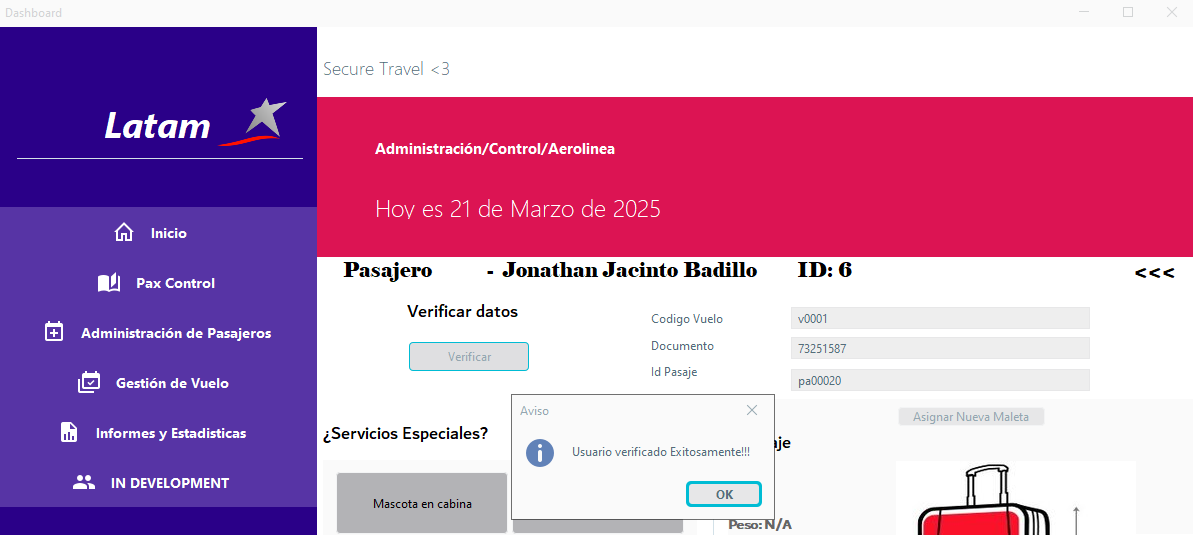 Dashboard
Secure Travel <3
Latam
Administración/Control/Aerolinea
Hoy es 21 de Marzo de 2025
Inicio
Pax Control
Administración de Pasajeros
Gestión de Vuelo
Informes y Estadisticas
IN DEVELOPMENT
Pasajero - Jonathan Jacinto Badillo ID: 6 <<<
Verificar datos
Verificar
Codigo Vuelo v0001
Documento 73251587
Id Pasaje pa00020
¿Servicios Especiales?
Mascota en cabina
Aviso
Usuario verificado Exitosamente!!!
OK
Asignar Nueva Maleta
Peso: N/A